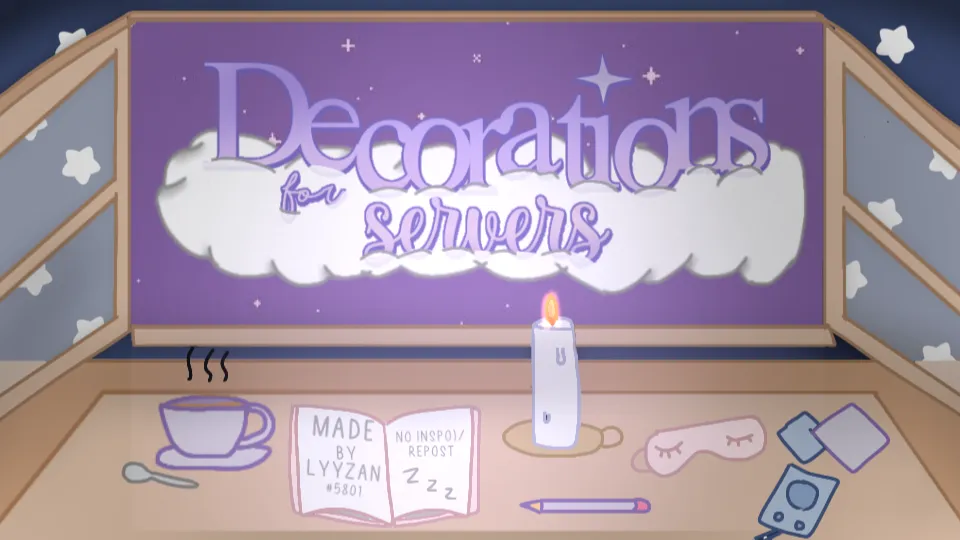 Decorations
for
servers
MADE
BY
LYYZAN
#5801
NO INSPO)/
REPOST
z z z